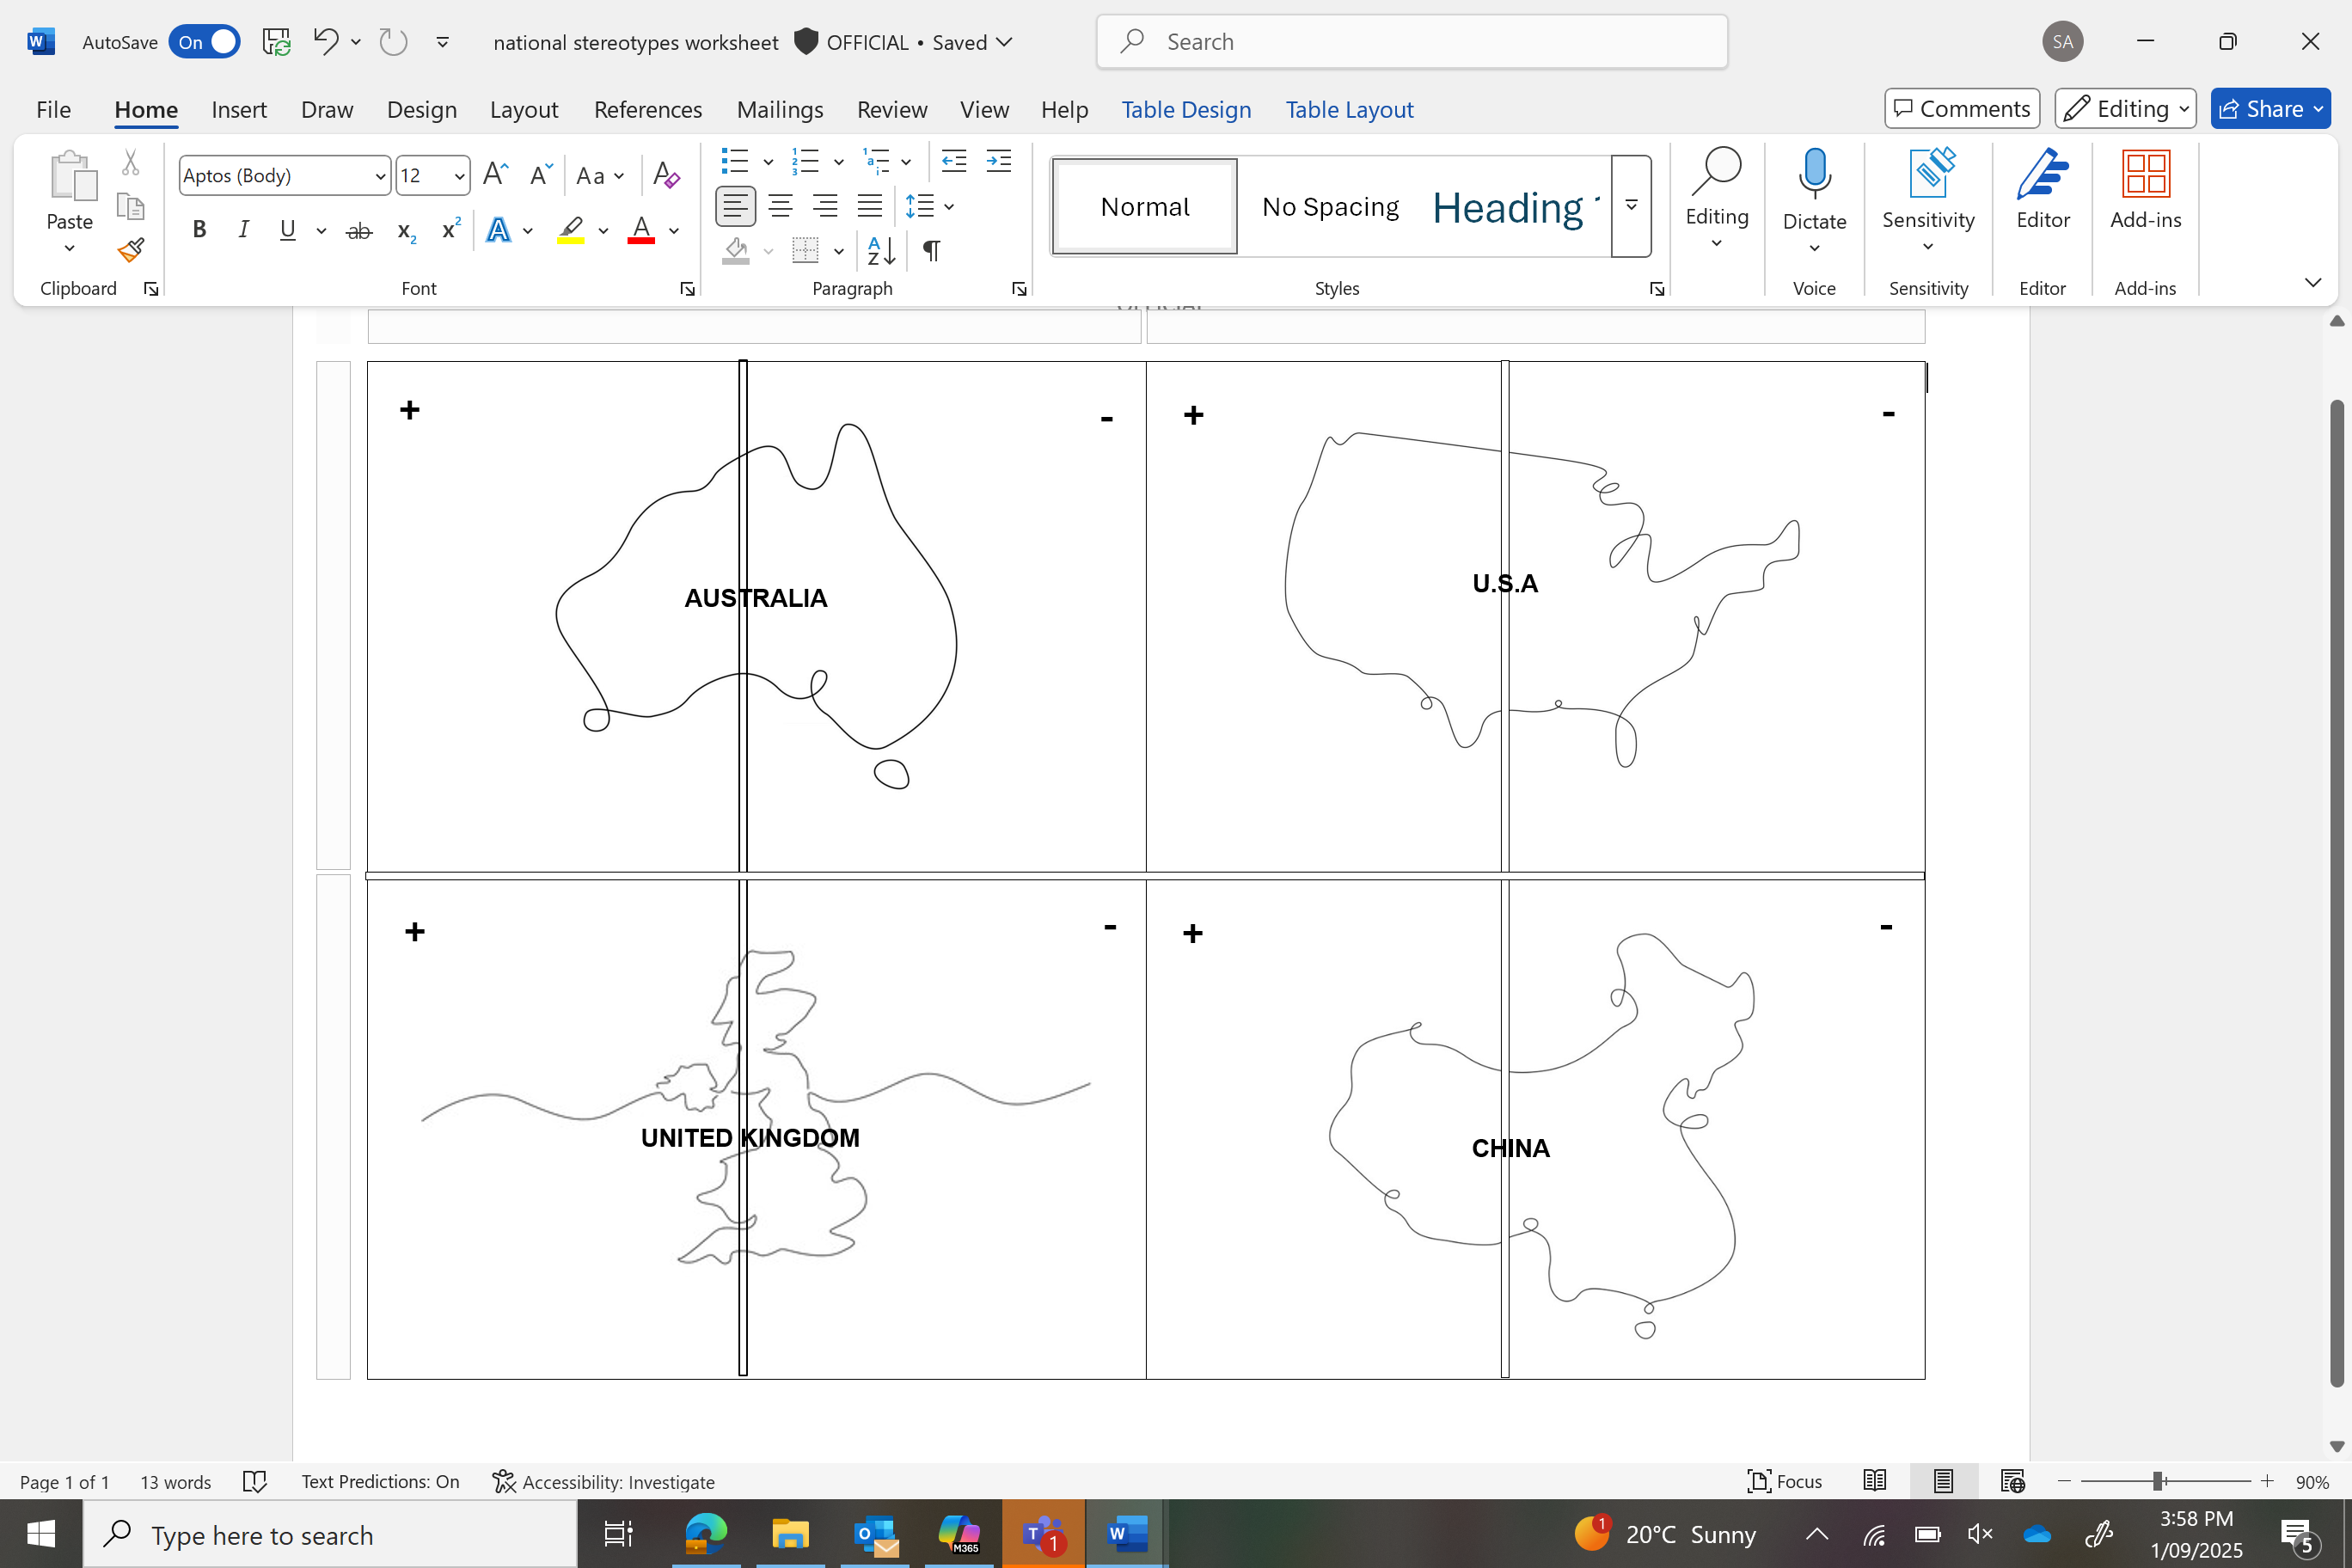 AutoSave On national stereotypes worksheet OFFICIAL • Saved Search SA
File Home Insert Draw Design Layout References Mailings Review View Help Table Design Table Layout Comments Editing Share
Paste Aptos (Body) 12 Normal No Spacing Heading Editing Dictate Sensitivity Editor Add-ins
Clipboard Font Paragraph Styles Voice Sensitivity Editor Add-ins
+ - + -
AUSTRALIA U.S.A
+ - + -
UNITED KINGDOM CHINA
Page 1 of 1 13 words Text Predictions: On Accessibility: Investigate Focus 90%
Type here to search M365 1 1 20°C Sunny 3:58 PM
1/09/2025 5